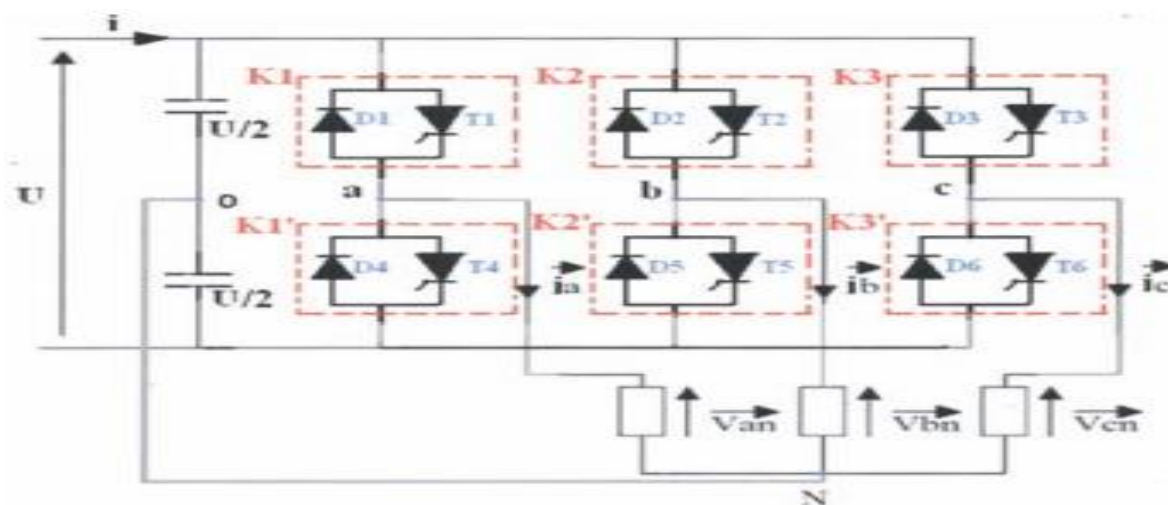 i
K1 K2 K3
D1 T1 D2 T2 D3 T3
U/2
a b c
U o
K1' K2' K3'
D4 T4 D5 T5 D6 T6
ia ib ic
U/2
Van Vbn Vcn
N